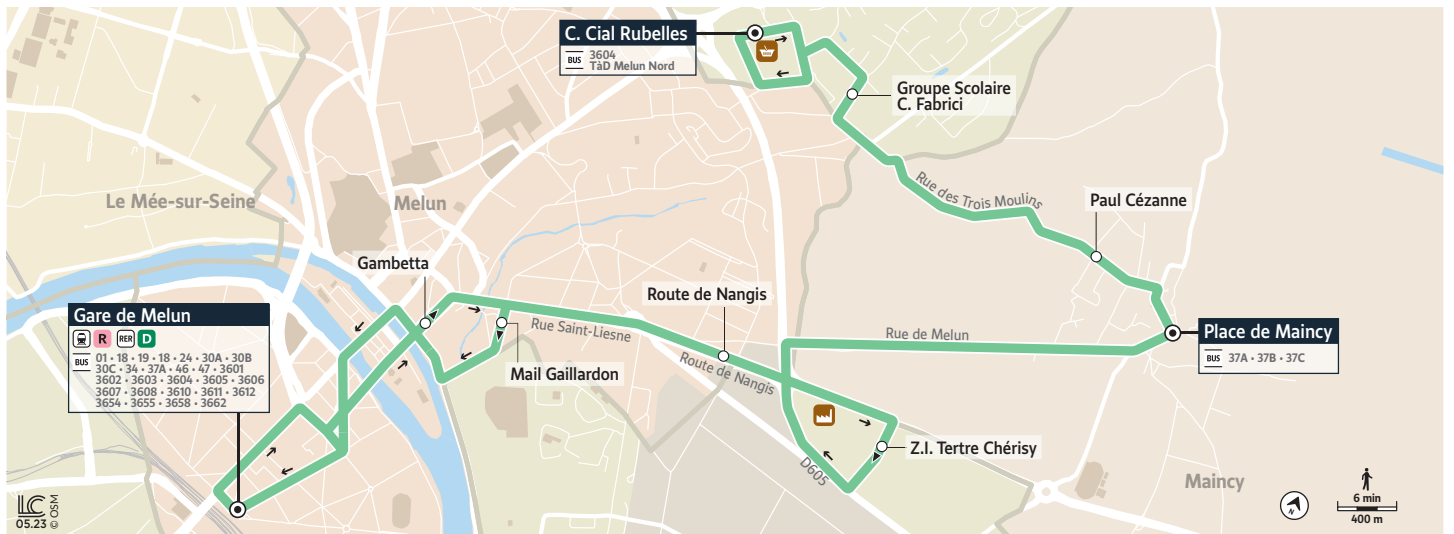 C. Cial Rubelles
BUS
3604
TàD Melun Nord
Groupe Scolaire
C. Fabrici
Rue des Trois Moulins
Paul Cézanne
Le Mée-sur-Seine
Melun
Gambetta
Route de Nangis
Gare de Melun
R
RER
D
BUS
01 • 18 • 19 • 18 • 24 • 30A • 30B
30C • 34 • 37A • 46 • 47 • 3601
3602 • 3603 • 3604 • 3605 • 3606
3607 • 3608 • 3610 • 3611 • 3612
3654 • 3655 • 3658 • 3662
Rue Saint-Liesne
Rue de Melun
Place de Maincy
BUS
37A • 37B • 37C
Mail Gaillardon
Route de Nangis
Z.I. Tertre Chérisy
D605
Maincy
LC
05.23 © OSM
N
6 min
400 m